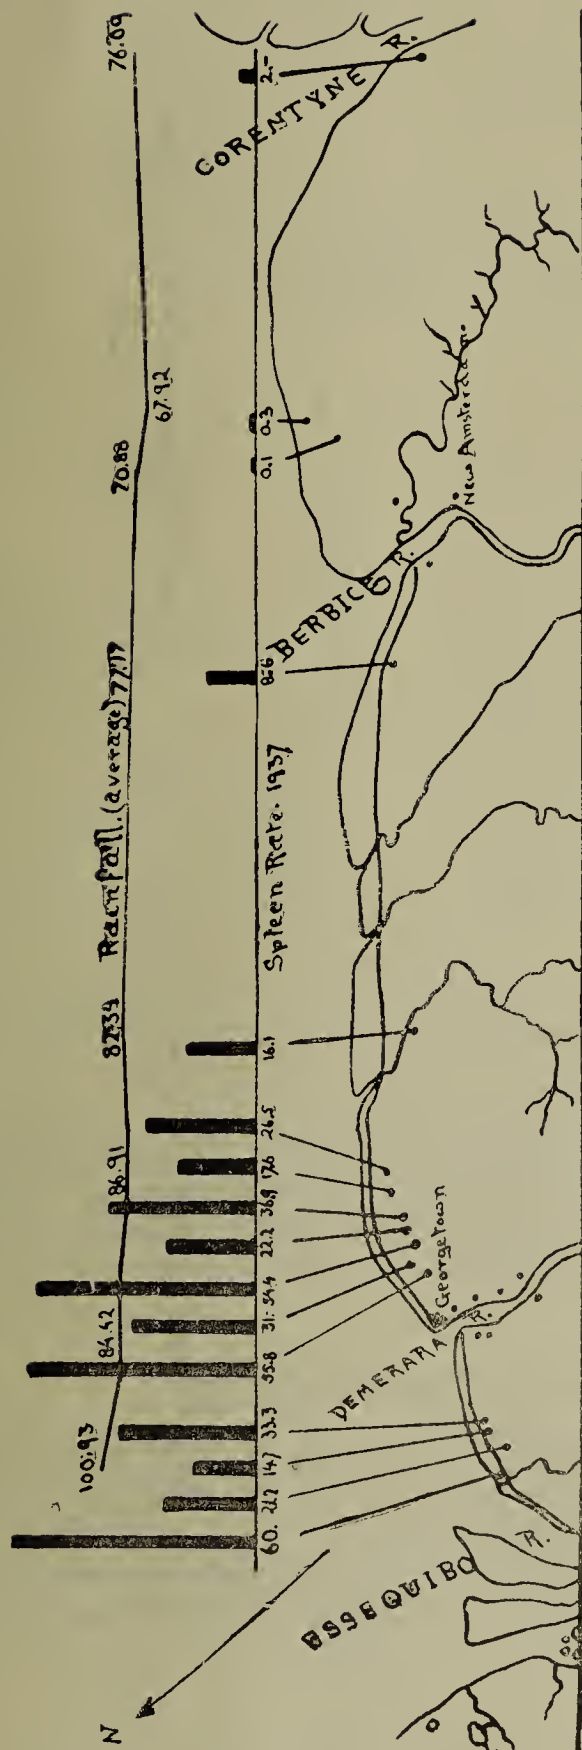 N
100.93 84.42 86.91 82.34 Rainfall. (average) 77.17 70.88 67.92 76.09
60. 22.2 14.7 33.3 55.8 31. 54.4 22.2 36.9 17.6 26.5 16.1 Spleen Rate. 1937 8.6 0.1 0.3 2.-
ESSEQUIBO R.
DEMERARA R.
Georgetown
BERBICE R.
New Amsterdam.
CORENTYNE R.